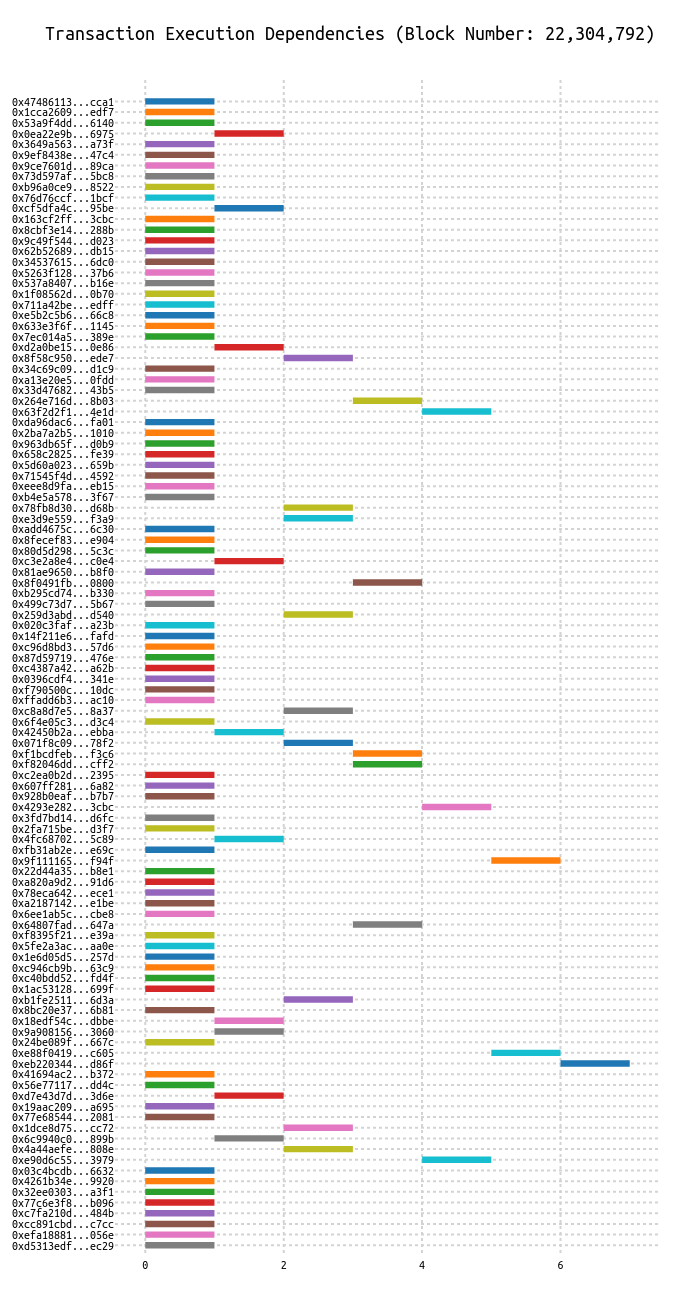 Transaction Execution Dependencies (Block Number: 22,304,792)
0x47486113...cca1
0x1cca2609...edf7
0x53a9f4dd...6140
0x0ea22e9b...6975
0x3649a563...a73f
0x9ef8438e...47c4
0x9ce7601d...89ca
0x73d597af...5bc8
0xb96a0ce9...8522
0x76d76ccf...1bcf
0xcf5dfa4c...95be
0x163cf2ff...3cbc
0x8cbf3e14...288b
0x9c49f544...d023
0x62b52689...db15
0x34537615...6dc0
0x5263f128...37b6
0x537a8407...b16e
0x1f08562d...0b70
0x711a42be...edff
0xe5b2c5b6...66c8
0x633e3f6f...1145
0x7ec014a5...389e
0xd2a0be15...0e86
0x8f58c950...ede7
0x34c69c09...d1c9
0xa13e20e5...0fdd
0x33d47682...43b5
0x264e716d...8b03
0x63f2d2f1...4e1d
0xda96dac6...fa01
0x2ba7a2b5...1010
0x963db65f...d0b9
0x658c2825...fe39
0x5d60a023...659b
0x71545f4d...4592
0xeee8d9fa...eb15
0xb4e5a578...3f67
0x78fb8d30...d68b
0xe3d9e559...f3a9
0xadd4675c...6c30
0x8fecef83...e904
0x80d5d298...5c3c
0xc3e2a8e4...c0e4
0x81ae9650...b8f0
0x8f0491fb...0800
0xb295cd74...b330
0x499c73d7...5b67
0x259d3abd...d540
0x020c3faf...a23b
0x14f211e6...fafd
0xc96d8bd3...57d6
0x87d59719...476e
0xc4387a42...a62b
0x0396cdf4...341e
0xf790500c...10dc
0xffadd6b3...ac10
0xc8a8d7e5...8a37
0x6f4e05c3...d3c4
0x42450b2a...ebba
0x071f8c09...78f2
0xf1bcdfeb...f3c6
0xf82046dd...cff2
0xc2ea0b2d...2395
0x607ff281...6a82
0x928b0eaf...b7b7
0x4293e282...3cbc
0x3fd7bd14...d6fc
0x2fa715be...d3f7
0x4fc68702...5c89
0xfb31ab2e...e69c
0x9f111165...f94f
0x22d44a35...b8e1
0xa820a9d2...91d6
0x78eca642...ece1
0xa2187142...e1be
0x6ee1ab5c...cbe8
0x64807fad...647a
0xf8395f21...e39a
0x5fe2a3ac...aa0e
0x1e6d05d5...257d
0xc946cb9b...63c9
0xc40bdd52...fd4f
0x1ac53128...699f
0xb1fe2511...6d3a
0x8bc20e37...6b81
0x18edf54c...dbbe
0x9a908156...3060
0x24be089f...667c
0xe88f0419...c605
0xeb220344...d86f
0x41694ac2...b372
0x56e77117...dd4c
0xd7e43d7d...3d6e
0x19aac209...a695
0x77e68544...2081
0x1dce8d75...cc72
0x6c9940c0...899b
0x4a44aefe...808e
0xe90d6c55...3979
0x03c4bcdb...6632
0x4261b34e...9920
0x32ee0303...a3f1
0x77c6e3f8...b096
0xc7fa210d...484b
0xcc891cbd...c7cc
0xefa18881...056e
0xd5313edf...ec29
0 2 4 6